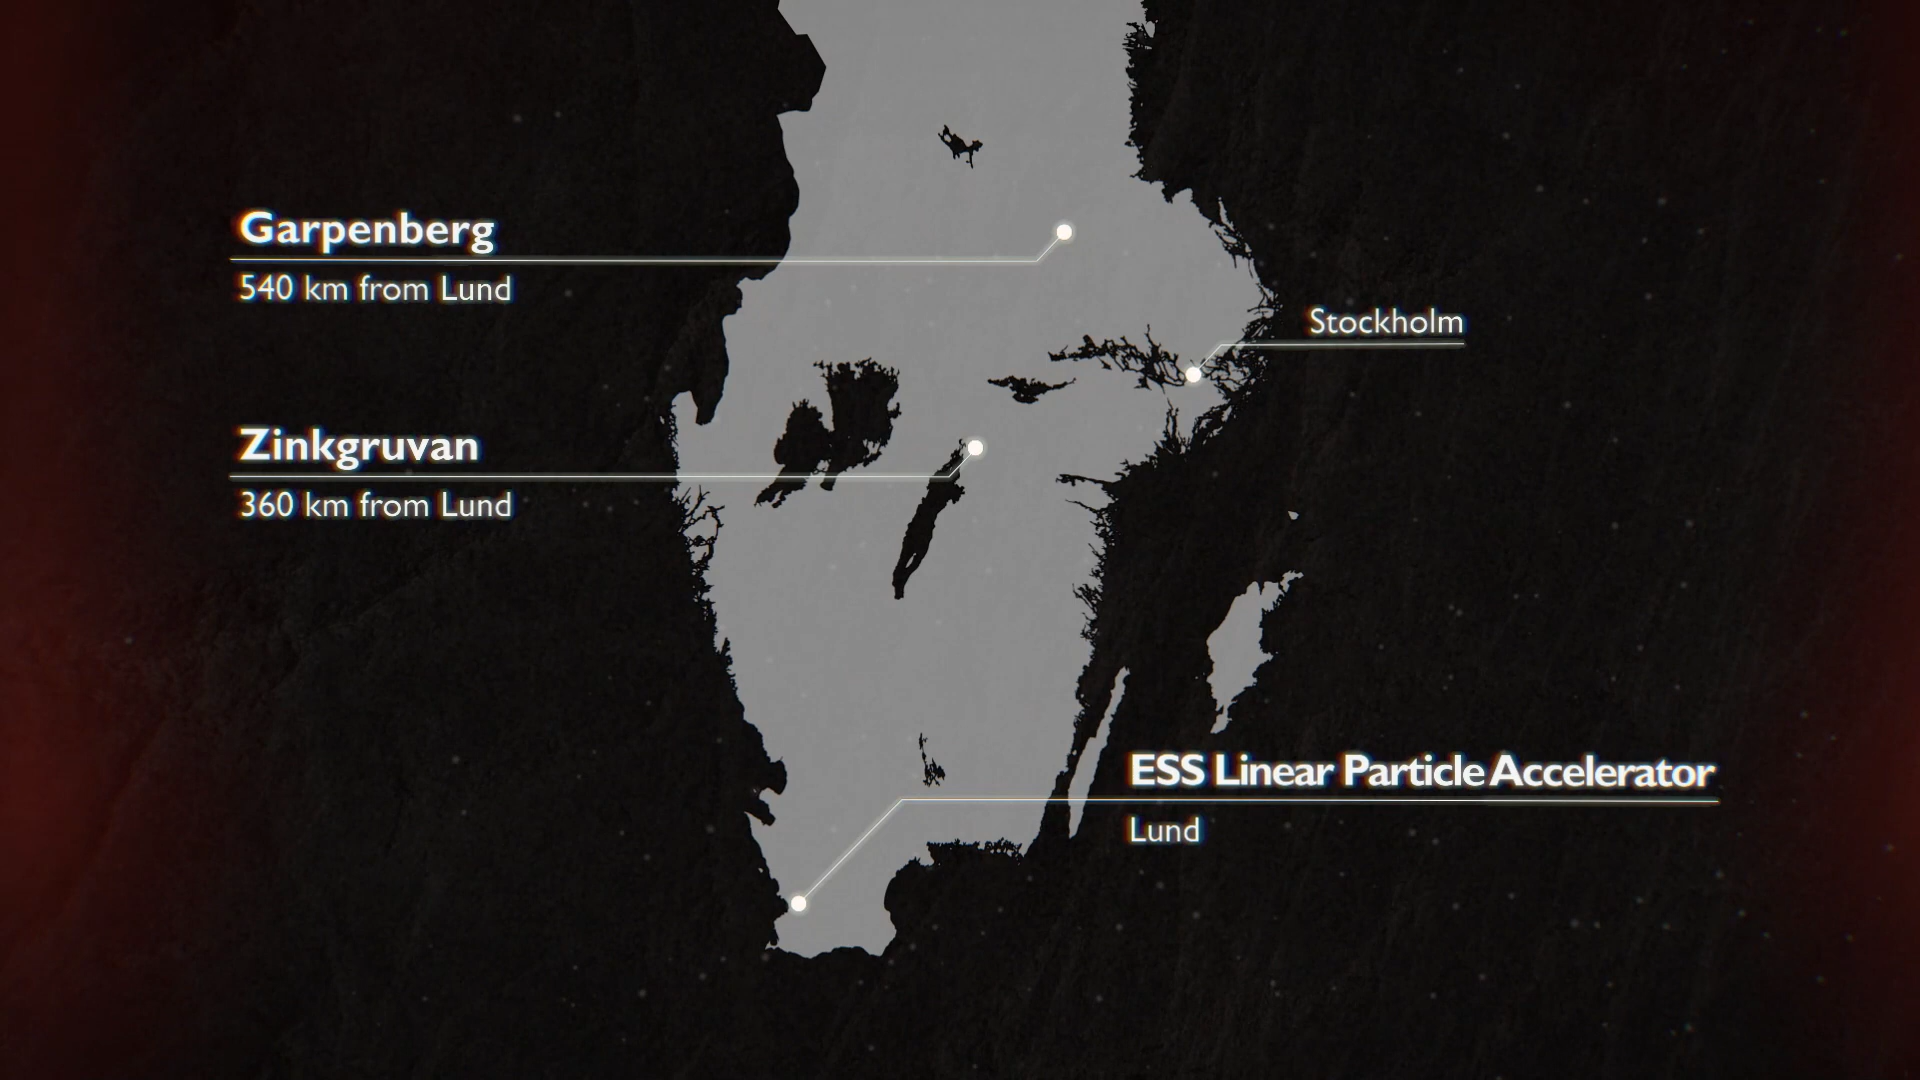 Garpenberg
540 km from Lund
Stockholm
Zinkgruvan
360 km from Lund
ESS Linear Particle Accelerator
Lund